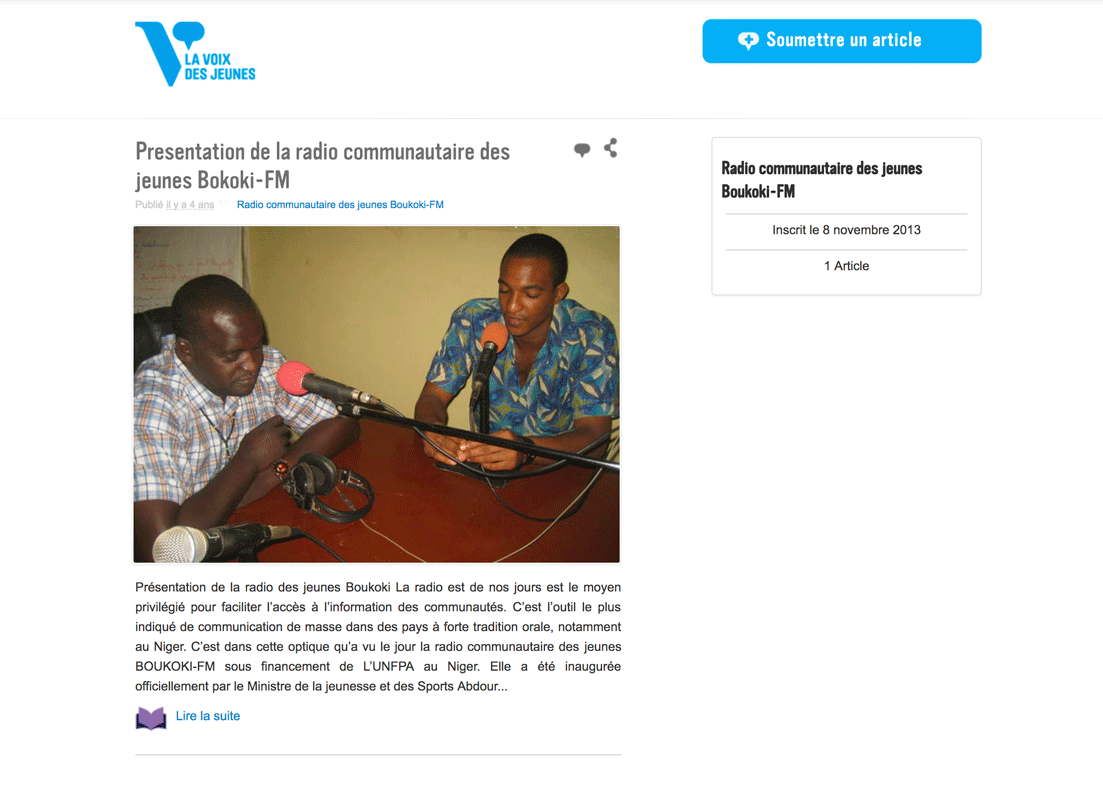 LA VOIX
DES JEUNES
Soumettre un article
Presentation de la radio communautaire des
jeunes Bokoki-FM
Publié il y a 4 ans
Radio communautaire des jeunes Boukoki-FM
Présentation de la radio des jeunes Boukoki La radio est de nos jours est le moyen
privilégié pour faciliter l’accès à l’information des communautés. C’est l’outil le plus
indiqué de communication de masse dans des pays à forte tradition orale, notamment
au Niger. C’est dans cette optique qu’a vu le jour la radio communautaire des jeunes
BOUKOKI-FM sous financement de L’UNFPA au Niger. Elle a été inaugurée
officiellement par le Ministre de la jeunesse et des Sports Abdour...
Lire la suite
Radio communautaire des jeunes
Boukoki-FM
Inscrit le 8 novembre 2013
1 Article